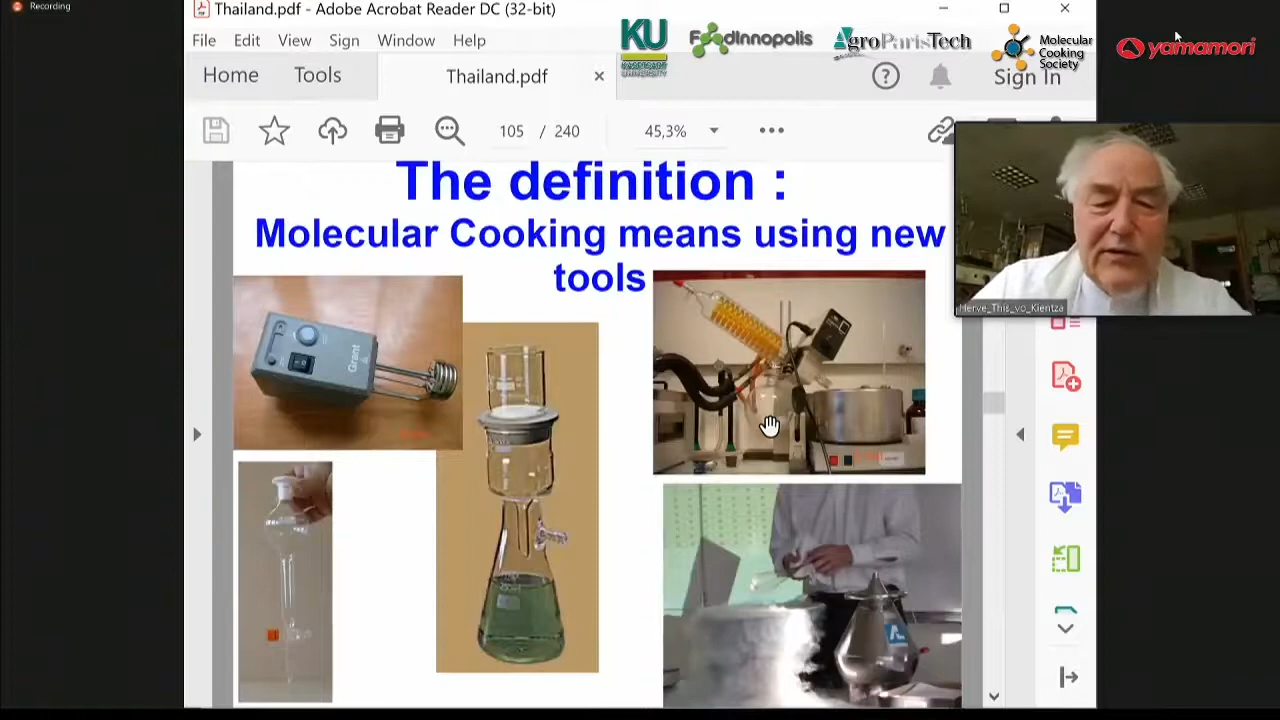 Recording
Thailand.pdf - Adobe Acrobat Reader DC (32-bit)
File Edit View Sign Window Help
KU
KASETSART
UNIVERSITY
FoodInnopolis
AgroParisTech
Molecular
Cooking
Society
yamamori
Home Tools Thailand.pdf Sign In
105 / 240 45,3%
The definition :
Molecular Cooking means using new
tools
Herve_This_vo_Kientza
Grant